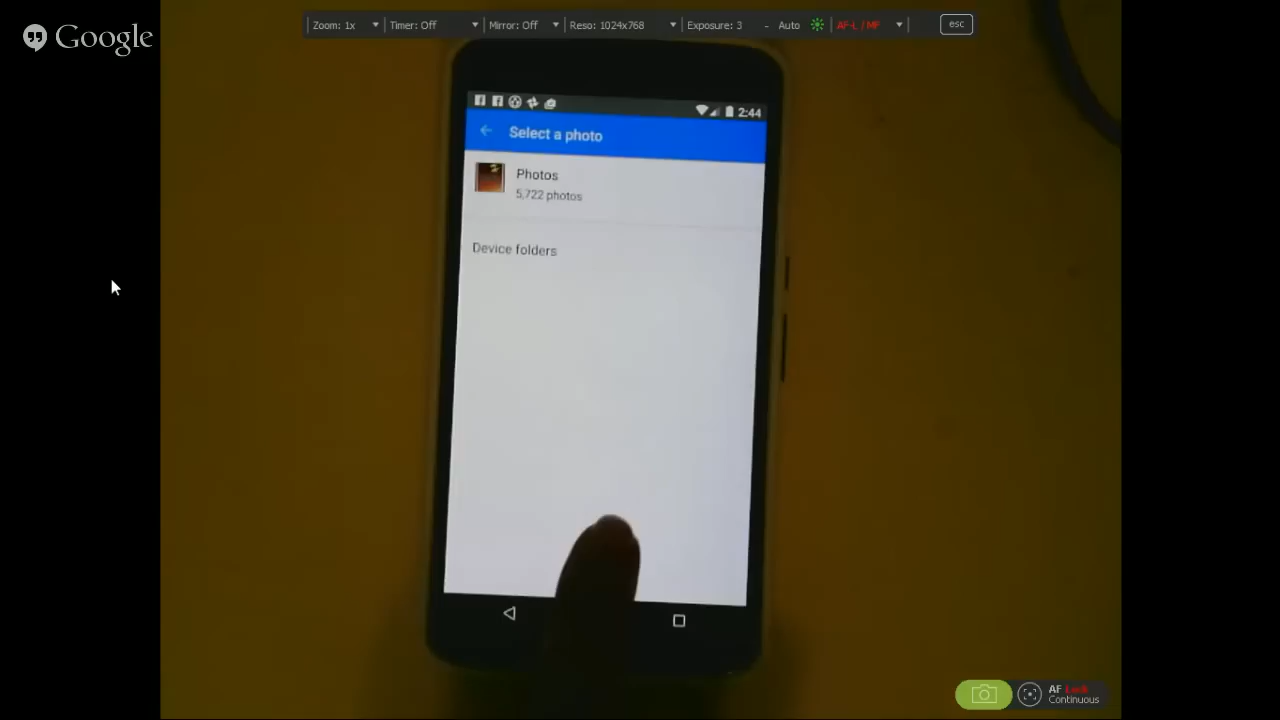 Google
Zoom: 1x Timer: Off Mirror: Off Reso: 1024x768 Exposure: 3 - Auto AF-L / MF esc
2:44
Select a photo
Photos
5,722 photos
Device folders
AF Lock
Continuous